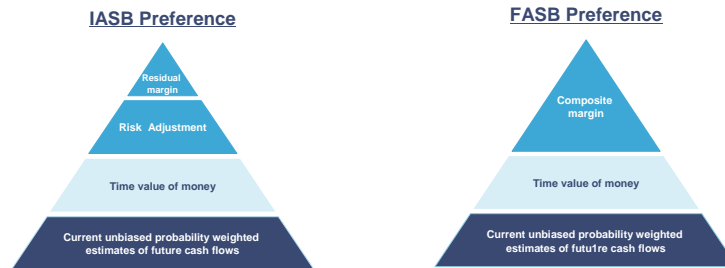 IASB Preference
Residual
margin
Risk Adjustment
Time value of money
Current unbiased probability weighted
estimates of future cash flows
FASB Preference
Composite
margin
Time value of money
Current unbiased probability weighted
estimates of futu1re cash flows